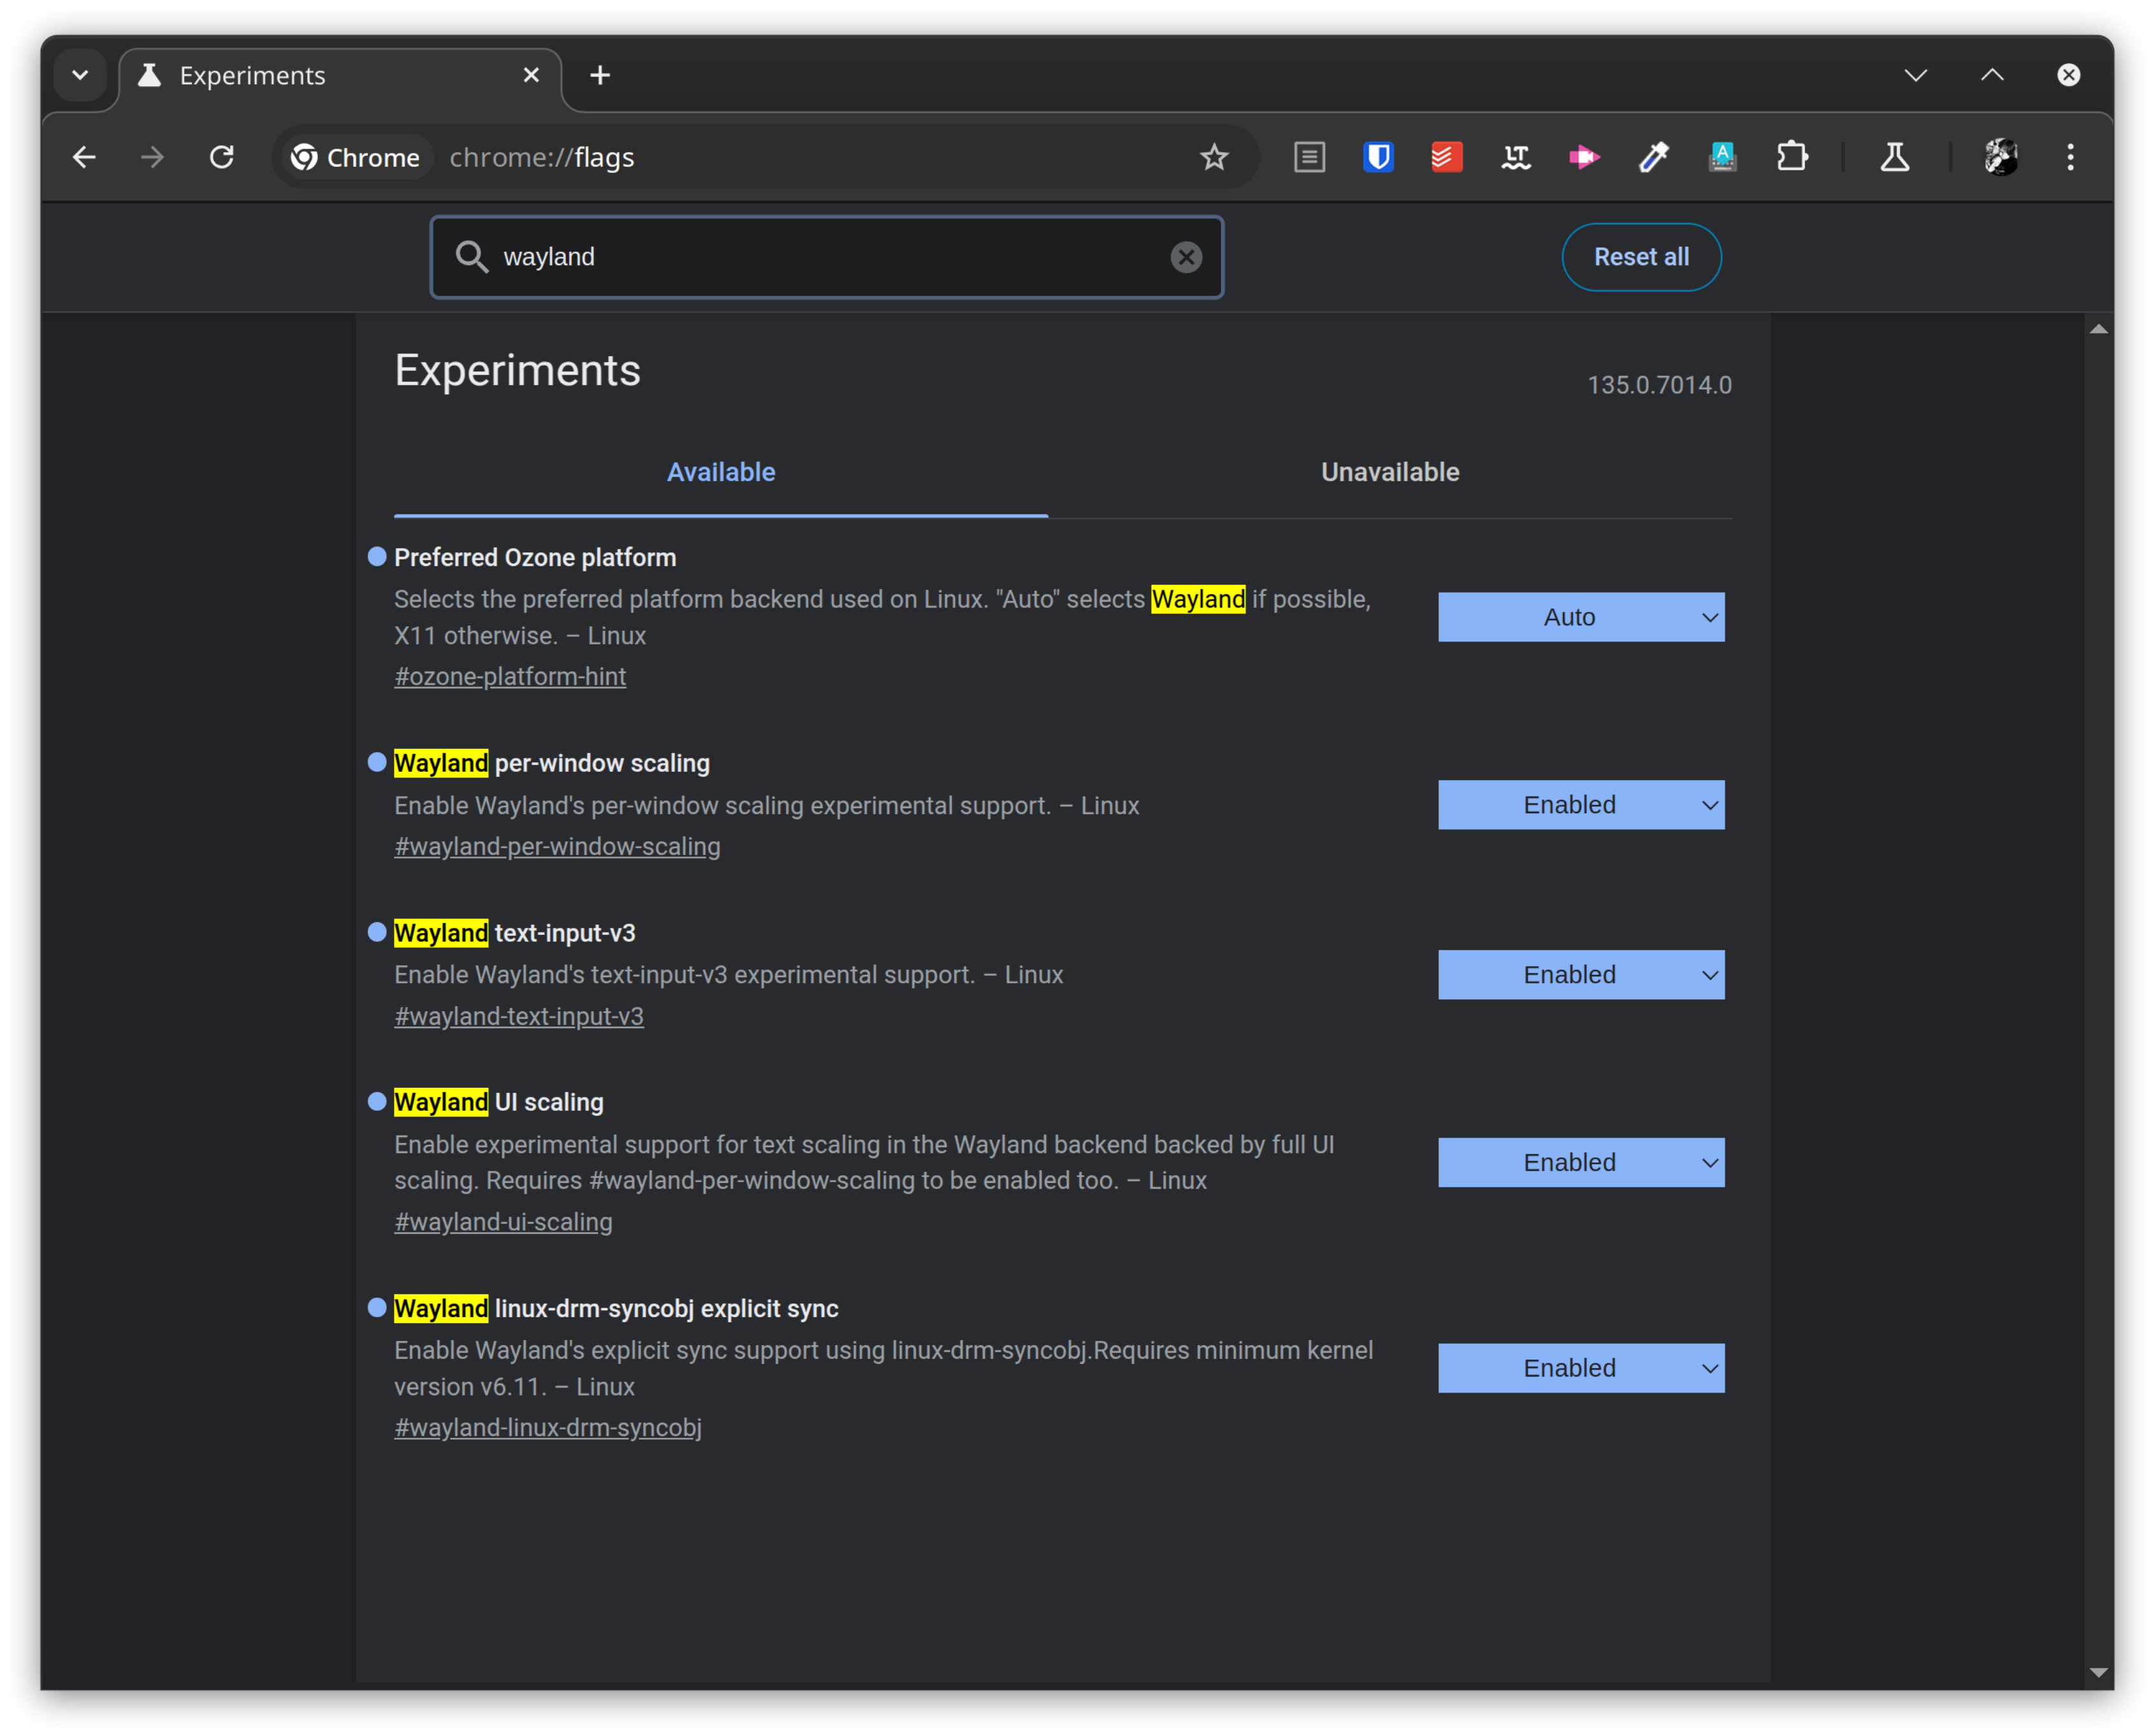 Experiments
Chrome chrome://flags
wayland
Reset all
Experiments
135.0.7014.0
Available Unavailable
Preferred Ozone platform
Selects the preferred platform backend used on Linux. "Auto" selects Wayland if possible,
X11 otherwise. – Linux
#ozone-platform-hint
Auto
Wayland per-window scaling
Enable Wayland's per-window scaling experimental support. – Linux
#wayland-per-window-scaling
Enabled
Wayland text-input-v3
Enable Wayland's text-input-v3 experimental support. – Linux
#wayland-text-input-v3
Enabled
Wayland UI scaling
Enable experimental support for text scaling in the Wayland backend backed by full UI
scaling. Requires #wayland-per-window-scaling to be enabled too. – Linux
#wayland-ui-scaling
Enabled
Wayland linux-drm-syncobj explicit sync
Enable Wayland's explicit sync support using linux-drm-syncobj.Requires minimum kernel
version v6.11. – Linux
#wayland-linux-drm-syncobj
Enabled